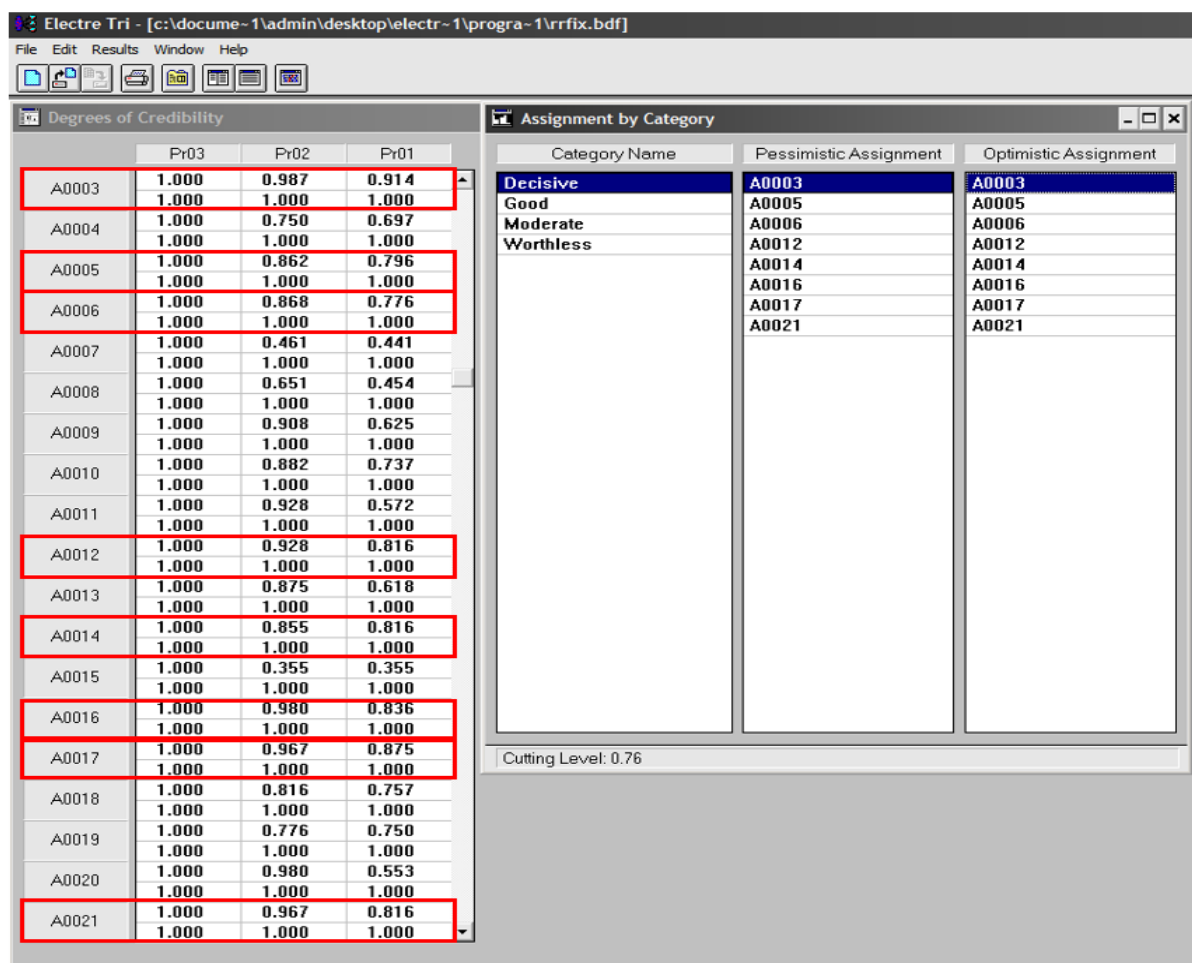 Electre Tri - [c:\docume~1\admin\desktop\electr~1\progra~1\rrfix.bdf]
File Edit Results Window Help
Degrees of Credibility
Pr03 Pr02 Pr01
A0003 1.000 0.987 0.914
1.000 1.000 1.000
A0004 1.000 0.750 0.697
1.000 1.000 1.000
A0005 1.000 0.862 0.796
1.000 1.000 1.000
A0006 1.000 0.868 0.776
1.000 1.000 1.000
A0007 1.000 0.461 0.441
1.000 1.000 1.000
A0008 1.000 0.651 0.454
1.000 1.000 1.000
A0009 1.000 0.908 0.625
1.000 1.000 1.000
A0010 1.000 0.882 0.737
1.000 1.000 1.000
A0011 1.000 0.928 0.572
1.000 1.000 1.000
A0012 1.000 0.928 0.816
1.000 1.000 1.000
A0013 1.000 0.875 0.618
1.000 1.000 1.000
A0014 1.000 0.855 0.816
1.000 1.000 1.000
A0015 1.000 0.355 0.355
1.000 1.000 1.000
A0016 1.000 0.980 0.836
1.000 1.000 1.000
A0017 1.000 0.967 0.875
1.000 1.000 1.000
A0018 1.000 0.816 0.757
1.000 1.000 1.000
A0019 1.000 0.776 0.750
1.000 1.000 1.000
A0020 1.000 0.980 0.553
1.000 1.000 1.000
A0021 1.000 0.967 0.816
1.000 1.000 1.000
Assignment by Category
Category Name Pessimistic Assignment Optimistic Assignment
Decisive A0003 A0003
Good A0005 A0005
Moderate A0006 A0006
Worthless A0012 A0012
A0014 A0014
A0016 A0016
A0017 A0017
A0021 A0021
Cutting Level: 0.76